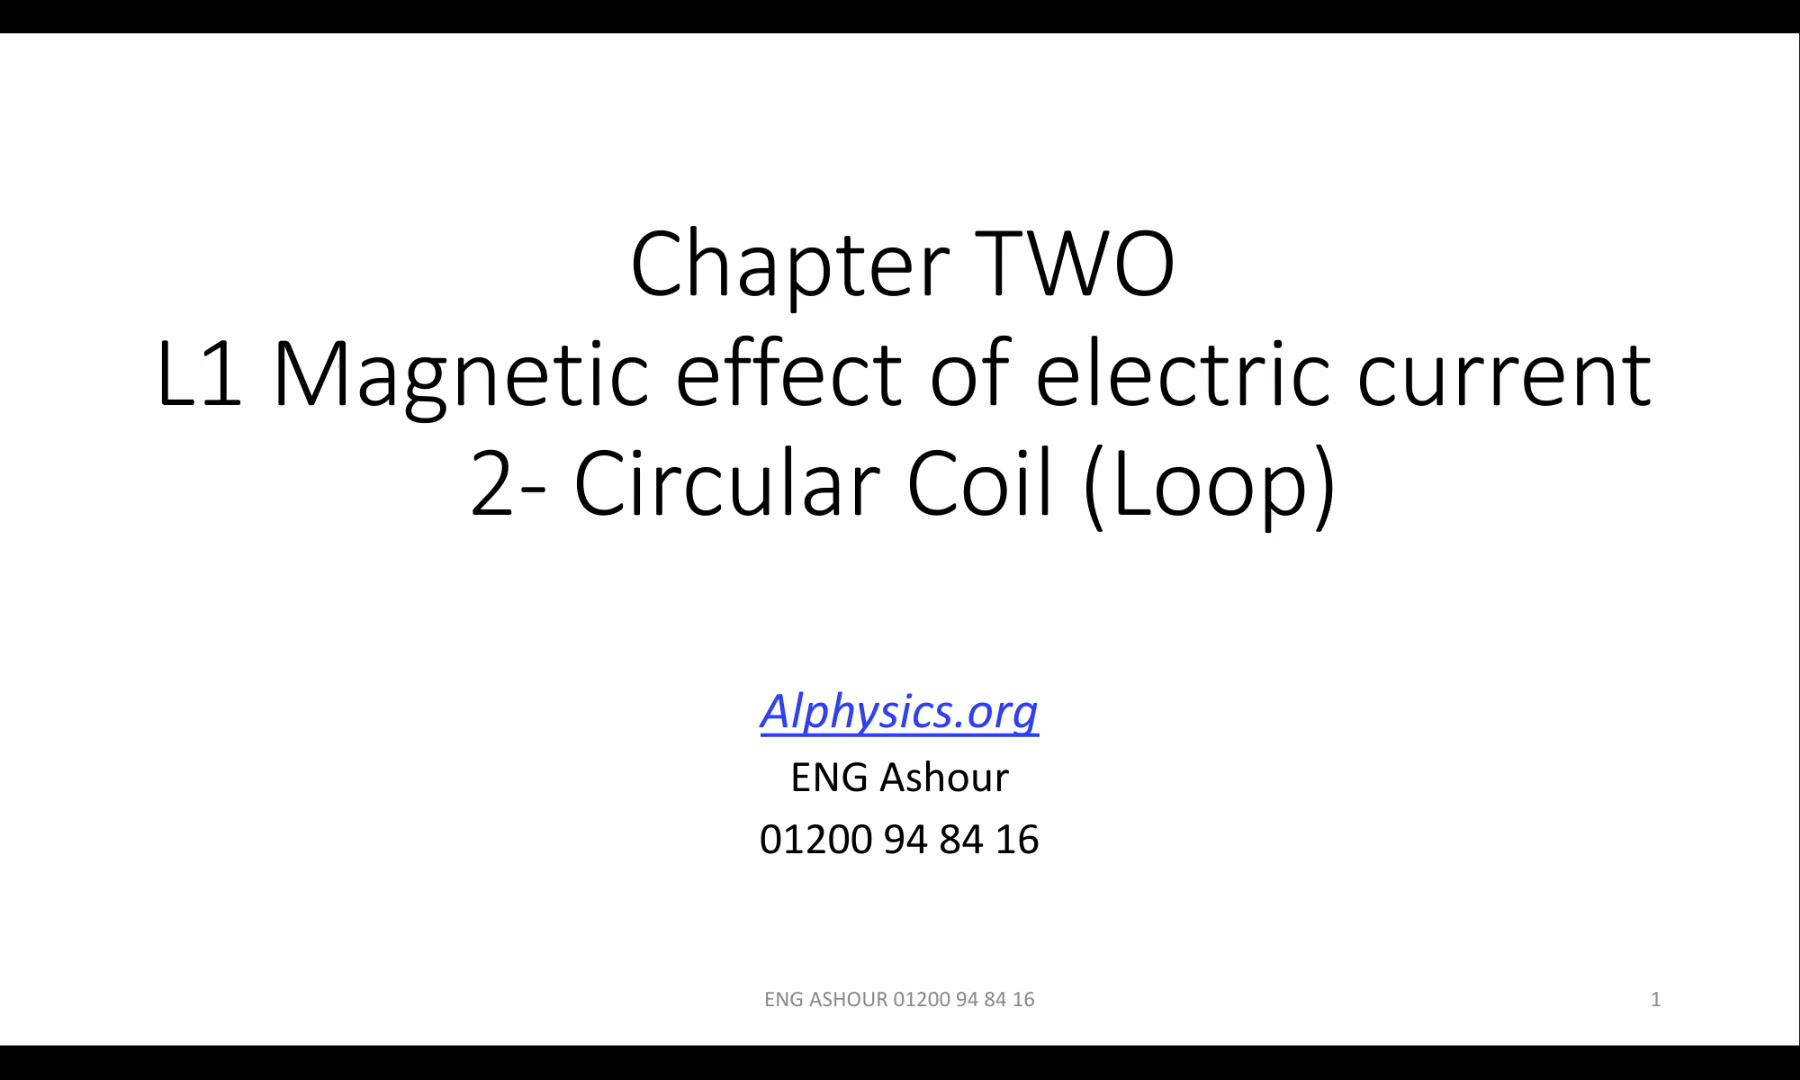 Chapter TWO
L1 Magnetic effect of electric current
2- Circular Coil (Loop)
Alphysics.org
ENG Ashour
01200 94 84 16
ENG ASHOUR 01200 94 84 16
1